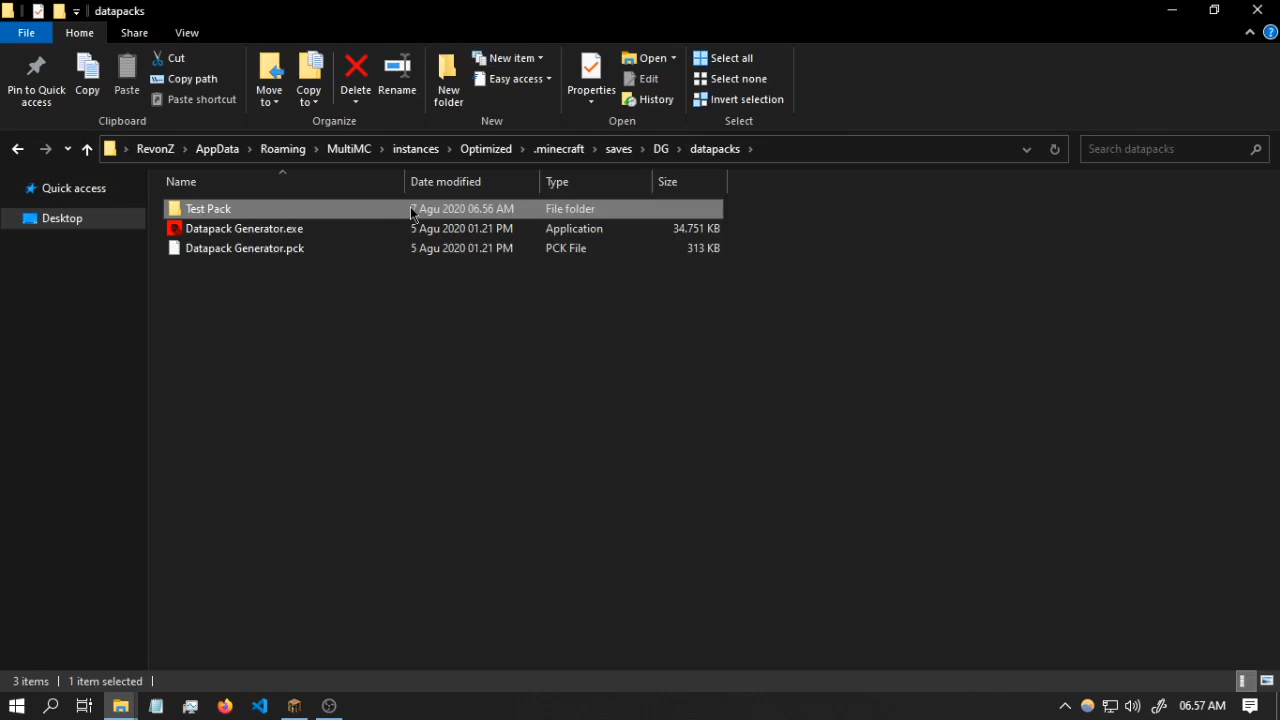 datapacks
File Home Share View
Pin to Quick access
Copy
Paste
Cut
Copy path
Paste shortcut
Clipboard
Move to
Copy to
Delete
Rename
Organize
New folder
New item
Easy access
New
Properties
Open
Edit
History
Open
Select all
Select none
Invert selection
Select
RevonZ AppData Roaming MultiMC instances Optimized .minecraft saves DG datapacks
Search datapacks
Quick access
Desktop
Name Date modified Type Size
Test Pack 7 Agu 2020 06.56 AM File folder
Datapack Generator.exe 5 Agu 2020 01.21 PM Application 34.751 KB
Datapack Generator.pck 5 Agu 2020 01.21 PM PCK File 313 KB
3 items 1 item selected
06.57 AM